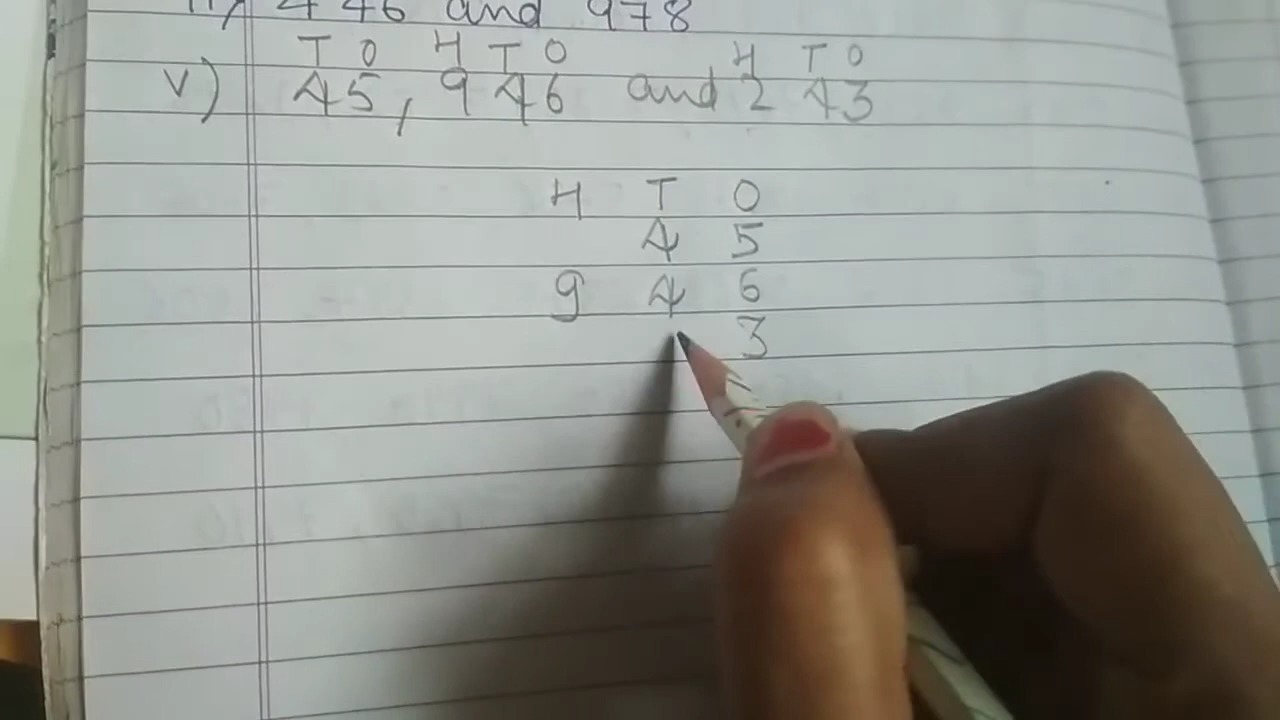 446 and 978
T O H T O H T O
v) 45, 946 and 243
H T O
4 5
9 4 6
3